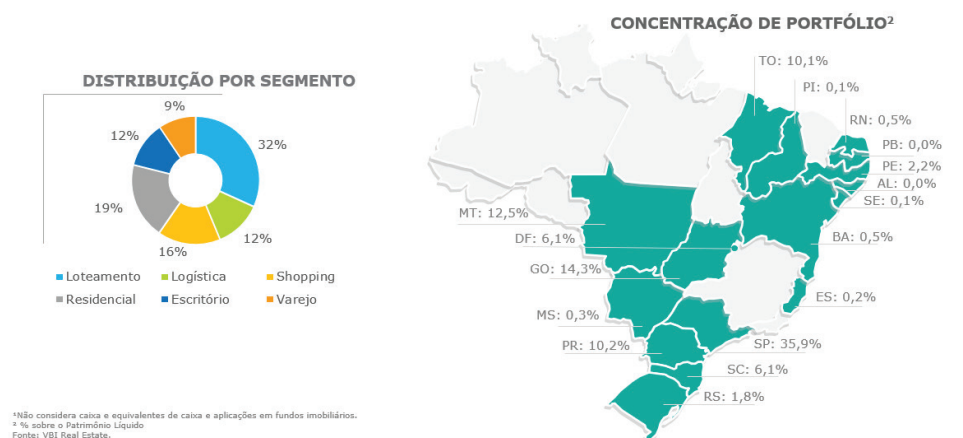 CONCENTRAÇÃO DE PORTFÓLIO²
TO: 10,1%
PI: 0,1%
RN: 0,5%
PB: 0,0%
PE: 2,2%
AL: 0,0%
SE: 0,1%
MT: 12,5%
DF: 6,1%
BA: 0,5%
GO: 14,3%
ES: 0,2%
MS: 0,3%
PR: 10,2%
SP: 35,9%
SC: 6,1%
RS: 1,8%
DISTRIBUIÇÃO POR SEGMENTO
9%
12%
32%
19%
16%
12%
Loteamento
Logística
Shopping
Residencial
Escritório
Varejo
¹Não considera caixa e equivalentes de caixa e aplicações em fundos imobiliários.
² % sobre o Patrimônio Líquido
Fonte: VBI Real Estate.